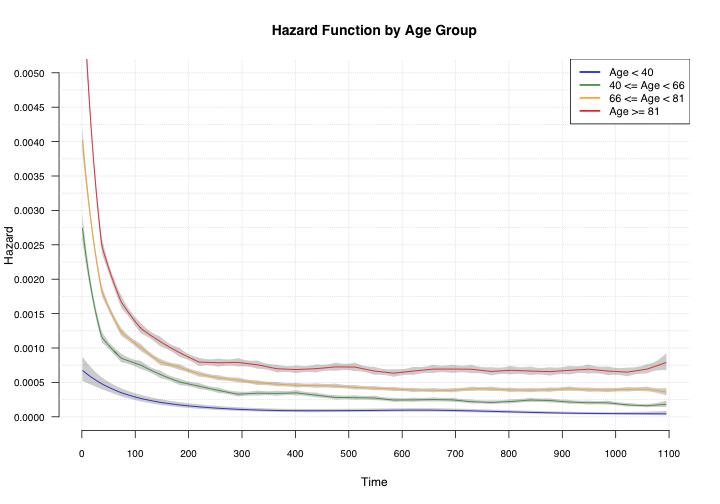 Hazard Function by Age Group
Age < 40
40 <= Age < 66
66 <= Age < 81
Age >= 81
Hazard
0.0050
0.0045
0.0040
0.0035
0.0030
0.0025
0.0020
0.0015
0.0010
0.0005
0.0000
0 100 200 300 400 500 600 700 800 900 1000 1100
Time